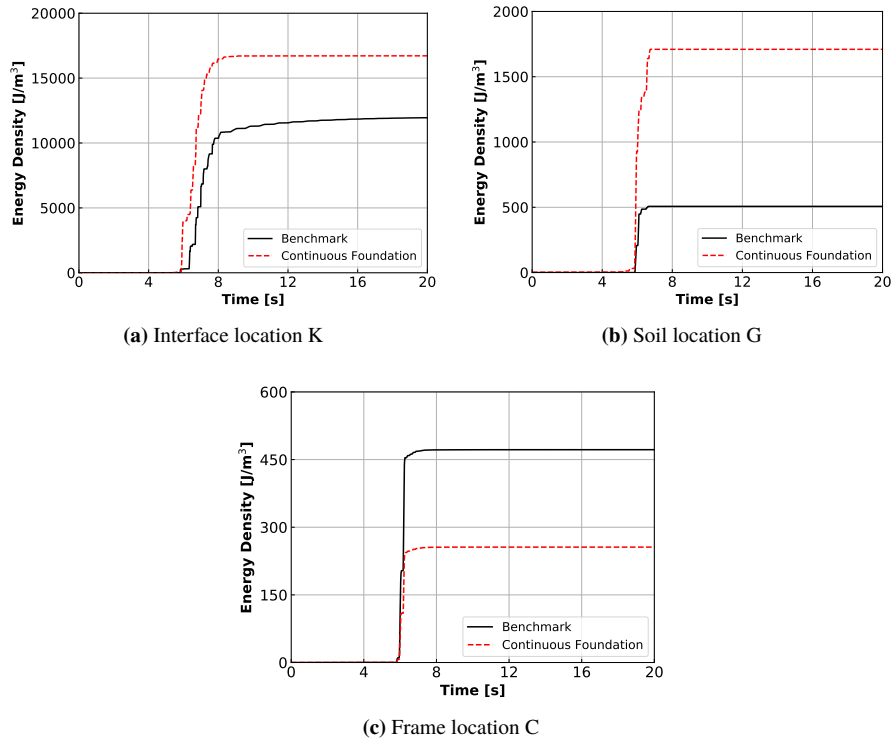 20000
15000
10000
5000
0
0 4 8 12 16 20
Energy Density [J/m³]
Time [s]
Benchmark
Continuous Foundation
(a) Interface location K
2000
1500
1000
500
0
0 4 8 12 16 20
Energy Density [J/m³]
Time [s]
Benchmark
Continuous Foundation
(b) Soil location G
600
450
300
150
0
0 4 8 12 16 20
Energy Density [J/m³]
Time [s]
Benchmark
Continuous Foundation
(c) Frame location C